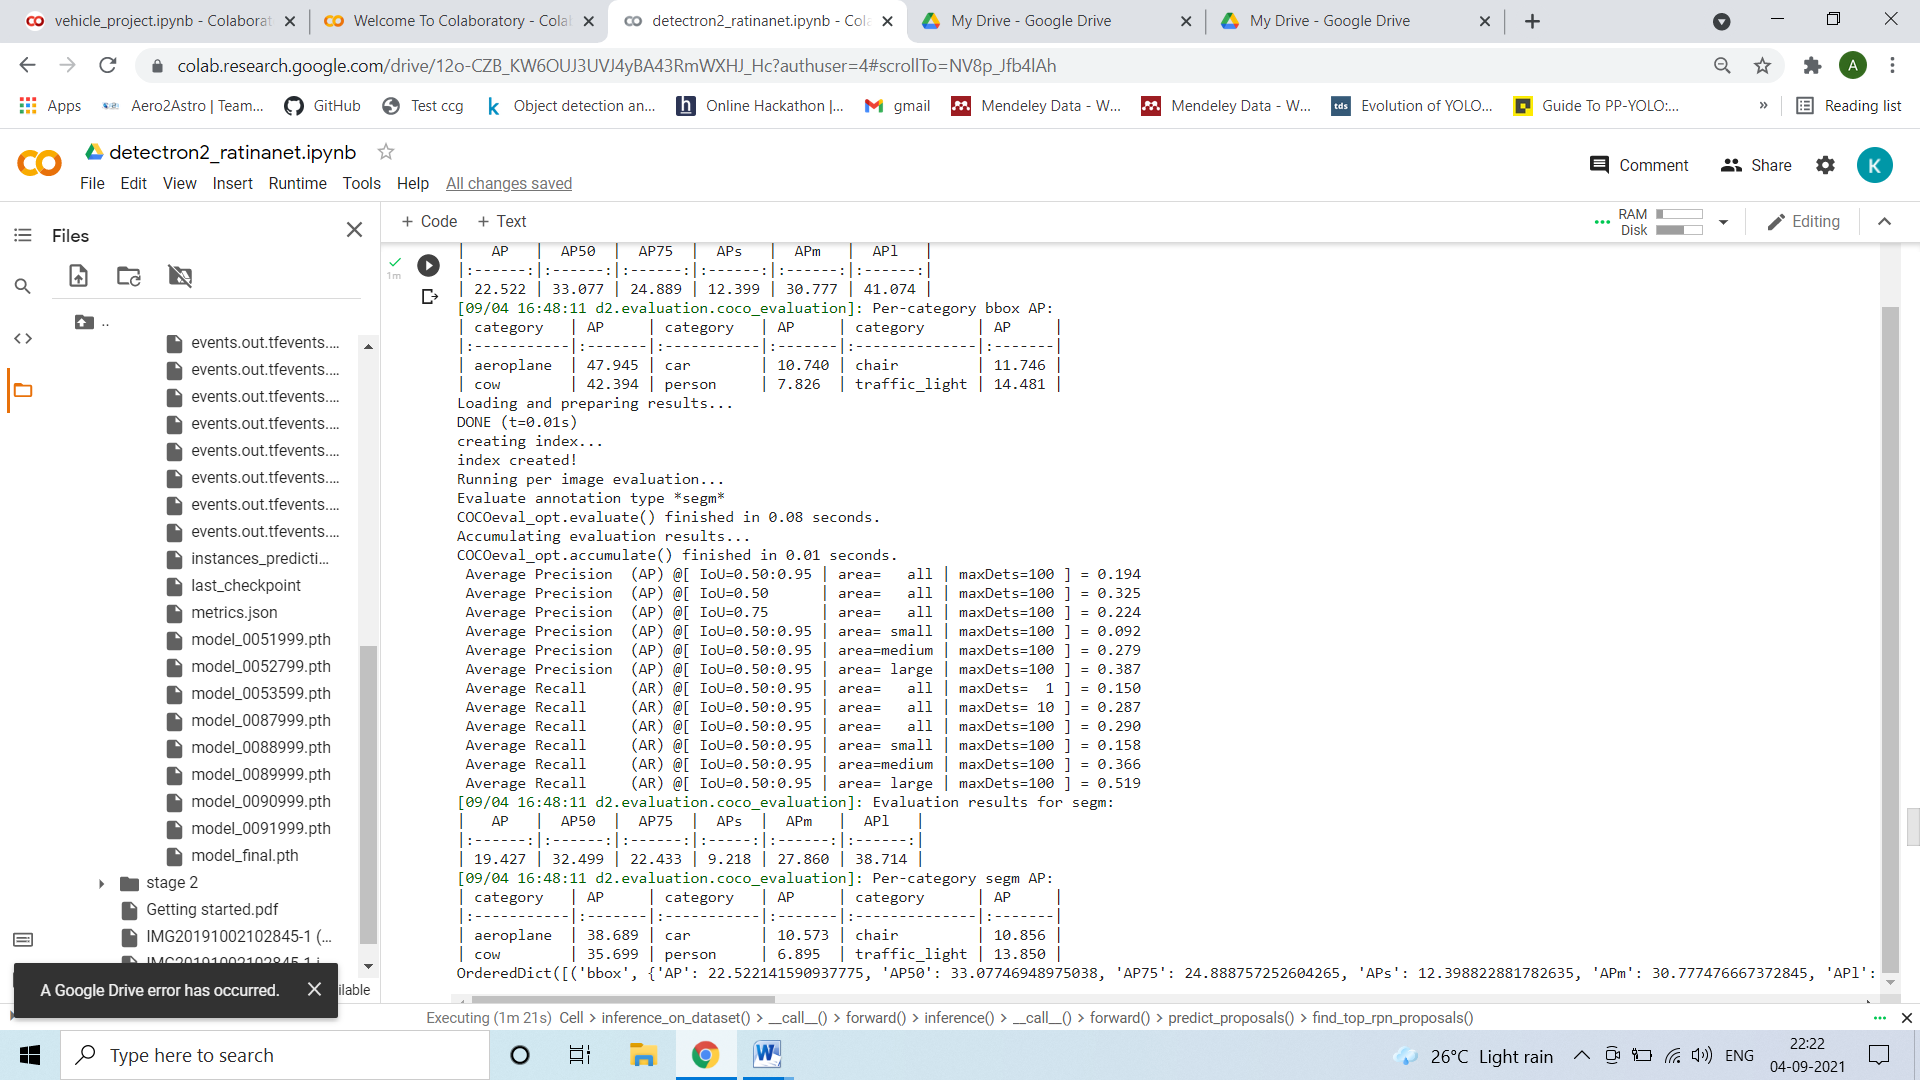 vehicle_project.ipynb - Colaborat
Welcome To Colaboratory - Cola
detectron2_ratinanet.ipynb - Cola
My Drive - Google Drive
My Drive - Google Drive
colab.research.google.com/drive/12o-CZB_KW6OUJ3UVJ4yBA43RmWXHJ_Hc?authuser=4#scrollTo=NV8p_Jfb4lAh
A
Apps
Aero2Astro | Team...
GitHub
Test ccg
Object detection an...
Online Hackathon |...
gmail
Mendeley Data - W...
Mendeley Data - W...
Evolution of YOLO...
Guide To PP-YOLO:...
»
Reading list
detectron2_ratinanet.ipynb
File Edit View Insert Runtime Tools Help All changes saved
Comment
Share
K
Files
+ Code + Text
RAM
Disk
Editing
..
events.out.tfevents....
events.out.tfevents....
events.out.tfevents....
events.out.tfevents....
events.out.tfevents....
events.out.tfevents....
events.out.tfevents....
events.out.tfevents....
instances_predicti...
last_checkpoint
metrics.json
model_0051999.pth
model_0052799.pth
model_0053599.pth
model_0087999.pth
model_0088999.pth
model_0089999.pth
model_0090999.pth
model_0091999.pth
model_final.pth
stage 2
Getting started.pdf
IMG20191002102845-1 (...
A Google Drive error has occurred.
1m
| AP | AP50 | AP75 | APs | APm | APl |
|:------:|:------:|:------:|:------:|:------:|:------:|
| 22.522 | 33.077 | 24.889 | 12.399 | 30.777 | 41.074 |
[09/04 16:48:11 d2.evaluation.coco_evaluation]: Per-category bbox AP:
| category | AP | category | AP | category | AP |
|:-----------|:-------|:-----------|:-------|:--------------|:-------|
| aeroplane | 47.945 | car | 10.740 | chair | 11.746 |
| cow | 42.394 | person | 7.826 | traffic_light | 14.481 |
Loading and preparing results...
DONE (t=0.01s)
creating index...
index created!
Running per image evaluation...
Evaluate annotation type *segm*
COCOeval_opt.evaluate() finished in 0.08 seconds.
Accumulating evaluation results...
COCOeval_opt.accumulate() finished in 0.01 seconds.
Average Precision (AP) @[ IoU=0.50:0.95 | area= all | maxDets=100 ] = 0.194
Average Precision (AP) @[ IoU=0.50 | area= all | maxDets=100 ] = 0.325
Average Precision (AP) @[ IoU=0.75 | area= all | maxDets=100 ] = 0.224
Average Precision (AP) @[ IoU=0.50:0.95 | area= small | maxDets=100 ] = 0.092
Average Precision (AP) @[ IoU=0.50:0.95 | area=medium | maxDets=100 ] = 0.279
Average Precision (AP) @[ IoU=0.50:0.95 | area= large | maxDets=100 ] = 0.387
Average Recall (AR) @[ IoU=0.50:0.95 | area= all | maxDets= 1 ] = 0.150
Average Recall (AR) @[ IoU=0.50:0.95 | area= all | maxDets= 10 ] = 0.287
Average Recall (AR) @[ IoU=0.50:0.95 | area= all | maxDets=100 ] = 0.290
Average Recall (AR) @[ IoU=0.50:0.95 | area= small | maxDets=100 ] = 0.158
Average Recall (AR) @[ IoU=0.50:0.95 | area=medium | maxDets=100 ] = 0.366
Average Recall (AR) @[ IoU=0.50:0.95 | area= large | maxDets=100 ] = 0.519
[09/04 16:48:11 d2.evaluation.coco_evaluation]: Evaluation results for segm:
| AP | AP50 | AP75 | APs | APm | APl |
|:------:|:------:|:------:|:-----:|:------:|:------:|
| 19.427 | 32.499 | 22.433 | 9.218 | 27.860 | 38.714 |
[09/04 16:48:11 d2.evaluation.coco_evaluation]: Per-category segm AP:
| category | AP | category | AP | category | AP |
|:-----------|:-------|:-----------|:-------|:--------------|:-------|
| aeroplane | 38.689 | car | 10.573 | chair | 10.856 |
| cow | 35.699 | person | 6.895 | traffic_light | 13.850 |
OrderedDict([('bbox', {'AP': 22.522141590937775, 'AP50': 33.07746948975038, 'AP75': 24.888757252604265, 'APs': 12.398822881782635, 'APm': 30.777476667372845, 'APl':
Executing (1m 21s) Cell > inference_on_dataset() > __call__() > forward() > inference() > __call__() > forward() > predict_proposals() > find_top_rpn_proposals()
Type here to search
26°C Light rain
ENG
22:22
04-09-2021